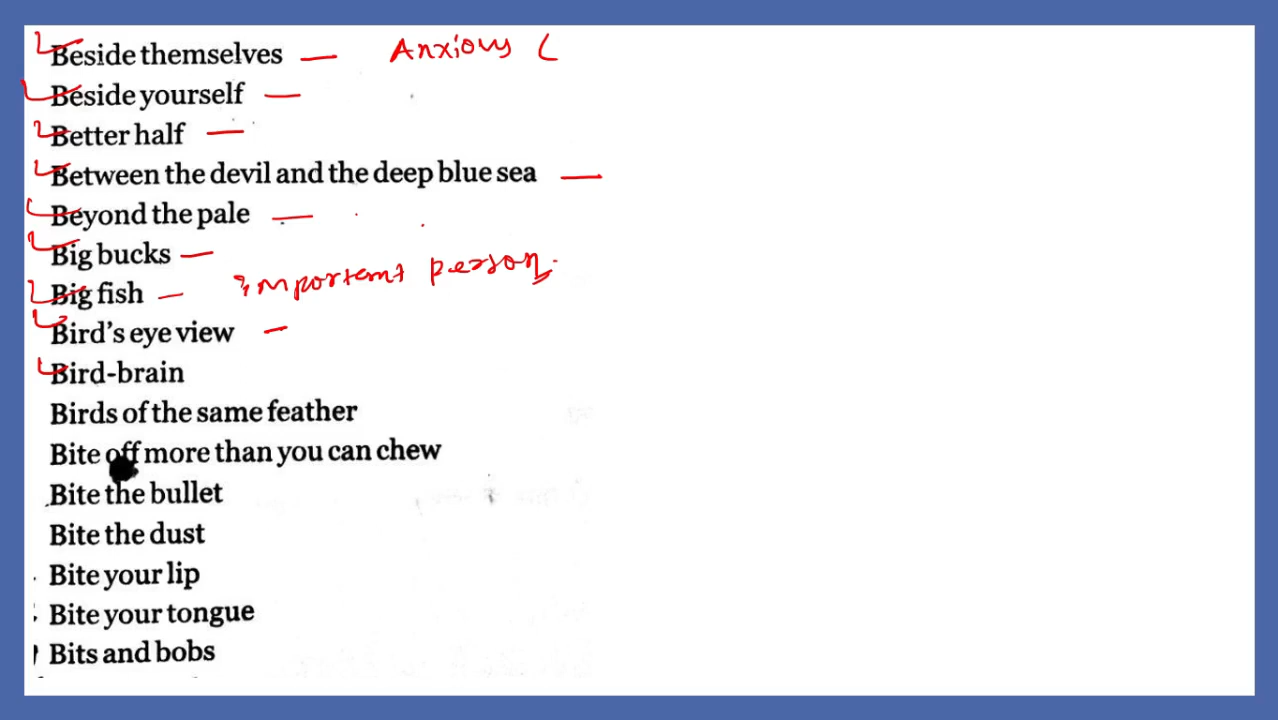 Beside themselves — Anxious (
Beside yourself —
Better half —
Between the devil and the deep blue sea —
Beyond the pale —
Big bucks —
Big fish — important person.
Bird's eye view —
Bird-brain
Birds of the same feather
Bite off more than you can chew
Bite the bullet
Bite the dust
Bite your lip
Bite your tongue
Bits and bobs